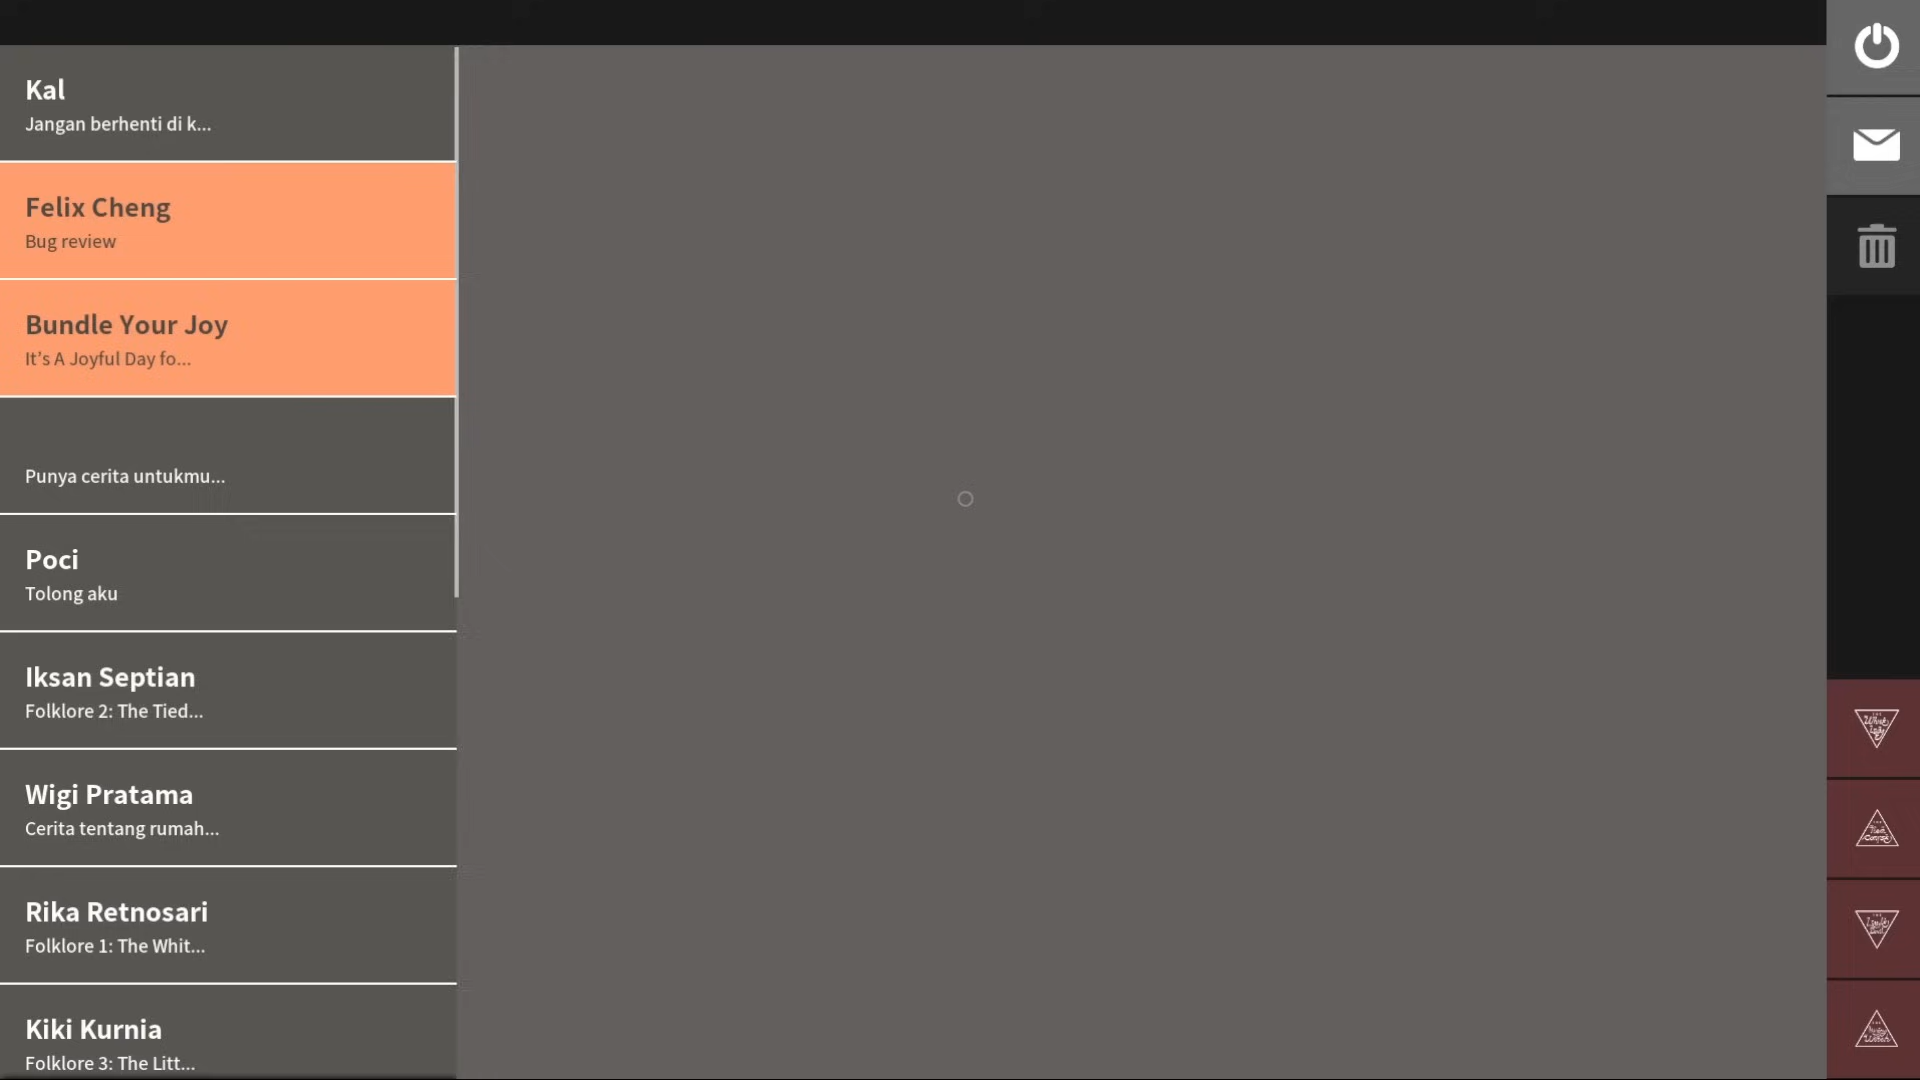 Kal
Jangan berhenti di k...
Felix Cheng
Bug review
Bundle Your Joy
It’s A Joyful Day fo...
Punya cerita untukmu...
Poci
Tolong aku
Iksan Septian
Folklore 2: The Tied...
Wigi Pratama
Cerita tentang rumah...
Rika Retnosari
Folklore 1: The Whit...
Kiki Kurnia
Folklore 3: The Litt...